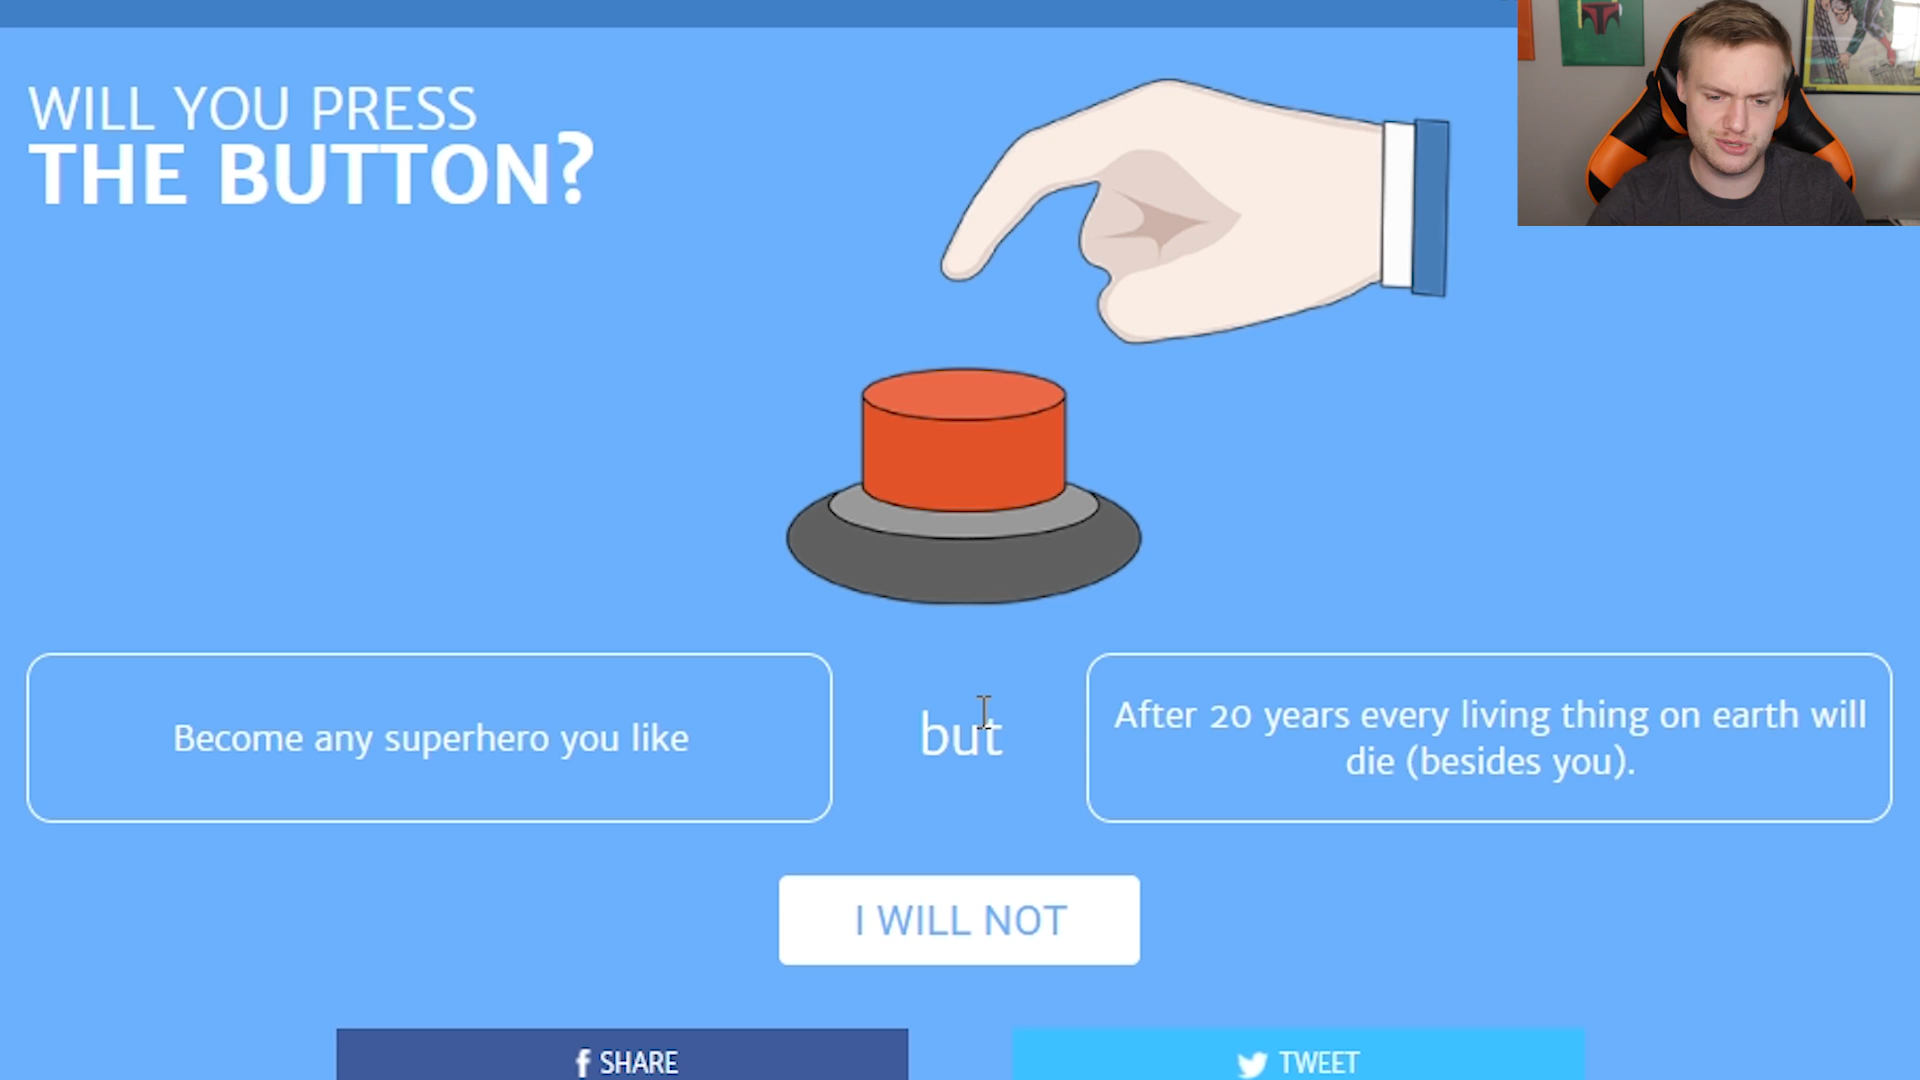 WILL YOU PRESS
THE BUTTON?
Become any superhero you like
but
After 20 years every living thing on earth will
die (besides you).
I WILL NOT
f SHARE
TWEET